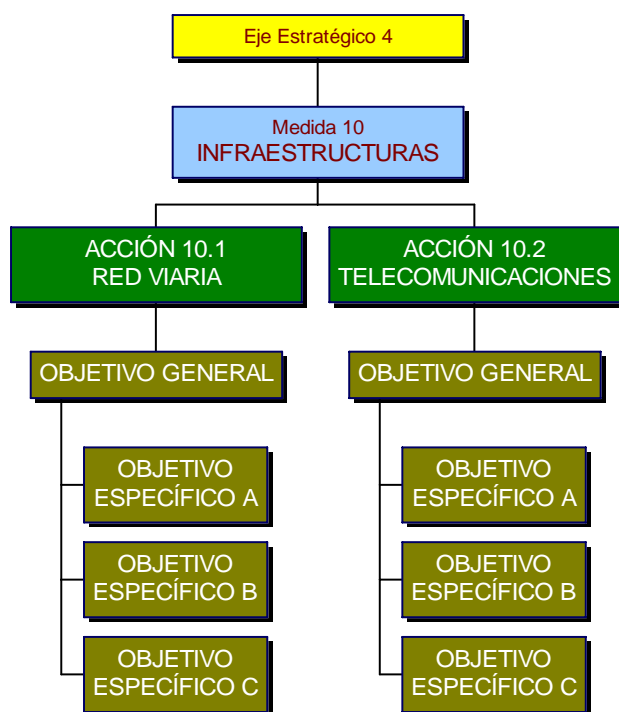 Eje Estratégico 4
Medida 10
INFRAESTRUCTURAS
ACCIÓN 10.1
RED VIARIA
ACCIÓN 10.2
TELECOMUNICACIONES
OBJETIVO GENERAL
OBJETIVO GENERAL
OBJETIVO
ESPECÍFICO A
OBJETIVO
ESPECÍFICO A
OBJETIVO
ESPECÍFICO B
OBJETIVO
ESPECÍFICO B
OBJETIVO
ESPECÍFICO C
OBJETIVO
ESPECÍFICO C